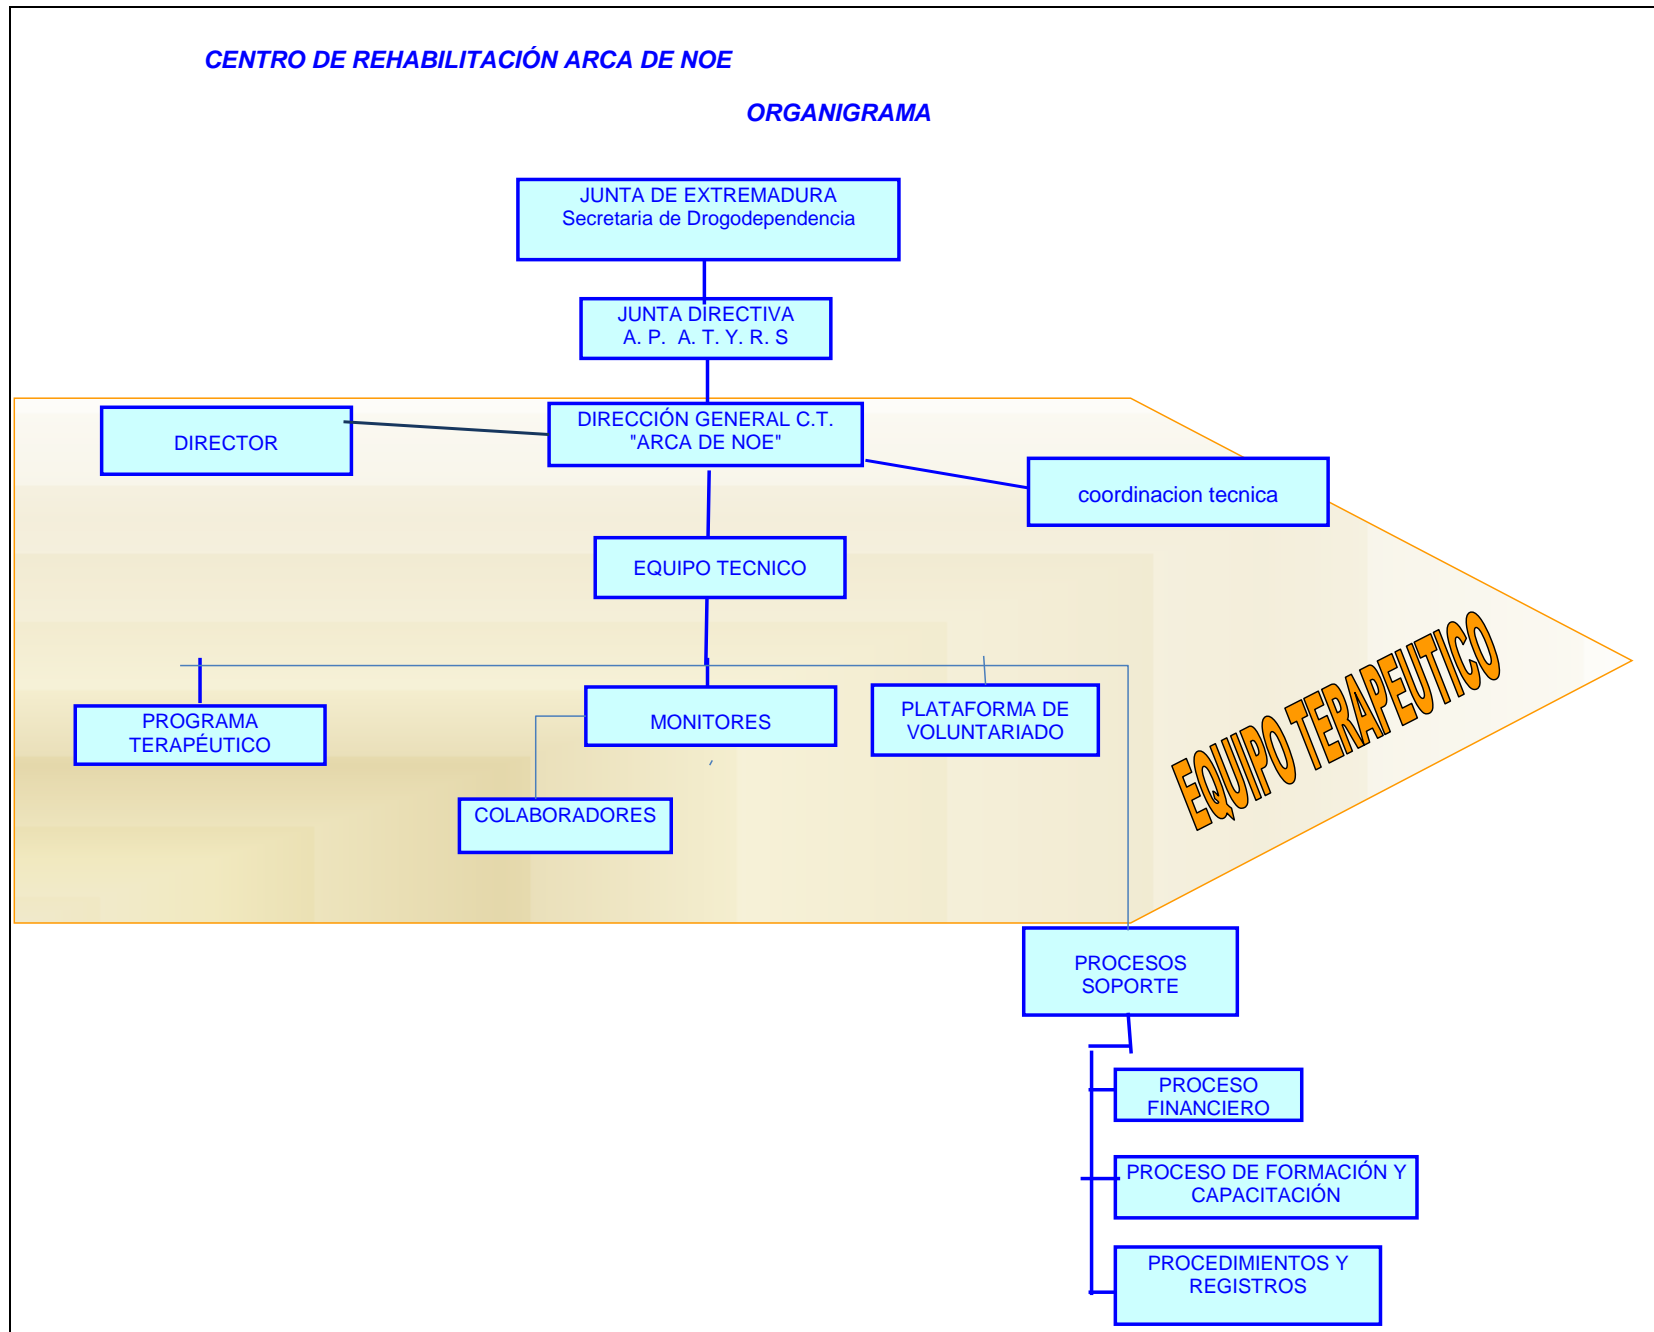 CENTRO DE REHABILITACIÓN ARCA DE NOE
ORGANIGRAMA
JUNTA DE EXTREMADURA
Secretaria de Drogodependencia
JUNTA DIRECTIVA
A. P. A. T. Y. R. S
DIRECTOR
DIRECCIÓN GENERAL C.T.
"ARCA DE NOE"
coordinacion tecnica
EQUIPO TECNICO
PROGRAMA
TERAPÉUTICO
MONITORES
PLATAFORMA DE
VOLUNTARIADO
COLABORADORES
EQUIPO TERAPEUTICO
PROCESOS
SOPORTE
PROCESO
FINANCIERO
PROCESO DE FORMACIÓN Y
CAPACITACIÓN
PROCEDIMIENTOS Y
REGISTROS